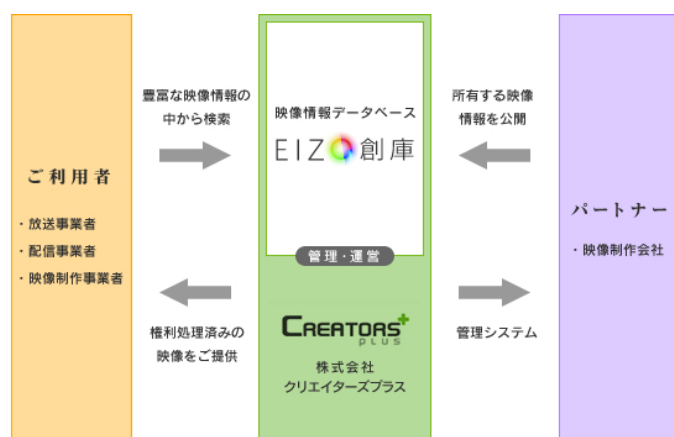 ご利用者
・放送事業者
・配信事業者
・映像制作事業者
豊富な映像情報の
中から検索
権利処理済みの
映像をご提供
映像情報データベース
EIZO創庫
管理・運営
CREATORS+
PLUS
株式会社
クリエイターズプラス
所有する映像
情報を公開
管理システム
パートナー
・映像制作会社